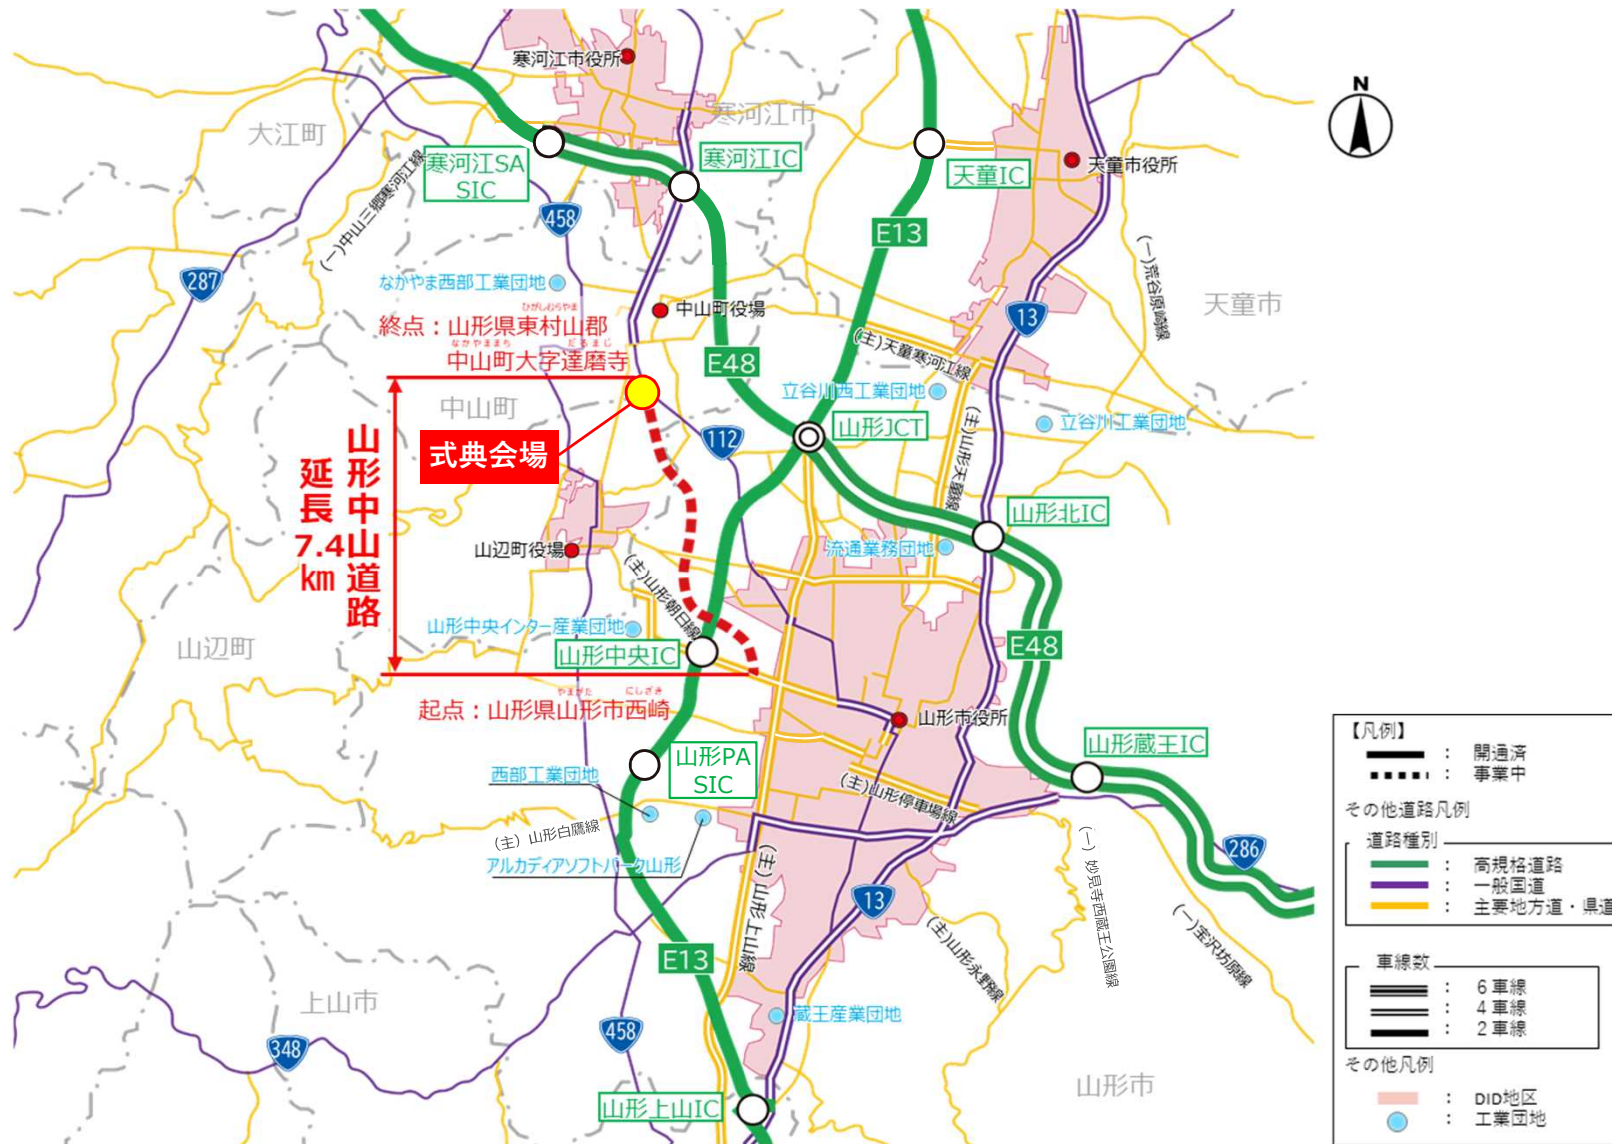 N
寒河江市役所
寒河江市
大江町
寒河江SA
SIC
寒河江IC
天童IC
天童市役所
(一)中山三郷寒河江線
458
E13
(一)荒谷原崎線
287
なかやま西部工業団地
天童市
中山町役場
13
ひがしむらやま
終点：山形県東村山郡
なかやままち だるまじ
中山町大字達磨寺
(主)天童寒河江線
E48
立谷川西工業団地
中山町
立谷川工業団地
山形JCT
112
式典会場
(主)山形天童線
山形中山道路
延長
7.4
km
山形北IC
流通業務団地
山辺町役場
(主)山形朝日線
山形中央インター産業団地
山辺町
山形中央IC
E48
やまがた にしざき
起点：山形県山形市西崎
山形市役所
山形蔵王IC
山形PA
SIC
西部工業団地
(主)山形停車場線
(主) 山形白鷹線
アルカディアソフトパーク山形
(主)山形上山線
286
13
(一) 妙見寺西蔵王公園線
(主)山形永野線
(一)宝沢坊原線
E13
上山市
蔵王産業団地
458
348
山形市
山形上山IC
【凡例】
： 開通済
： 事業中
その他道路凡例
道路種別
： 高規格道路
： 一般国道
： 主要地方道・県道
車線数
： 6車線
： 4車線
： 2車線
その他凡例
： DID地区
： 工業団地